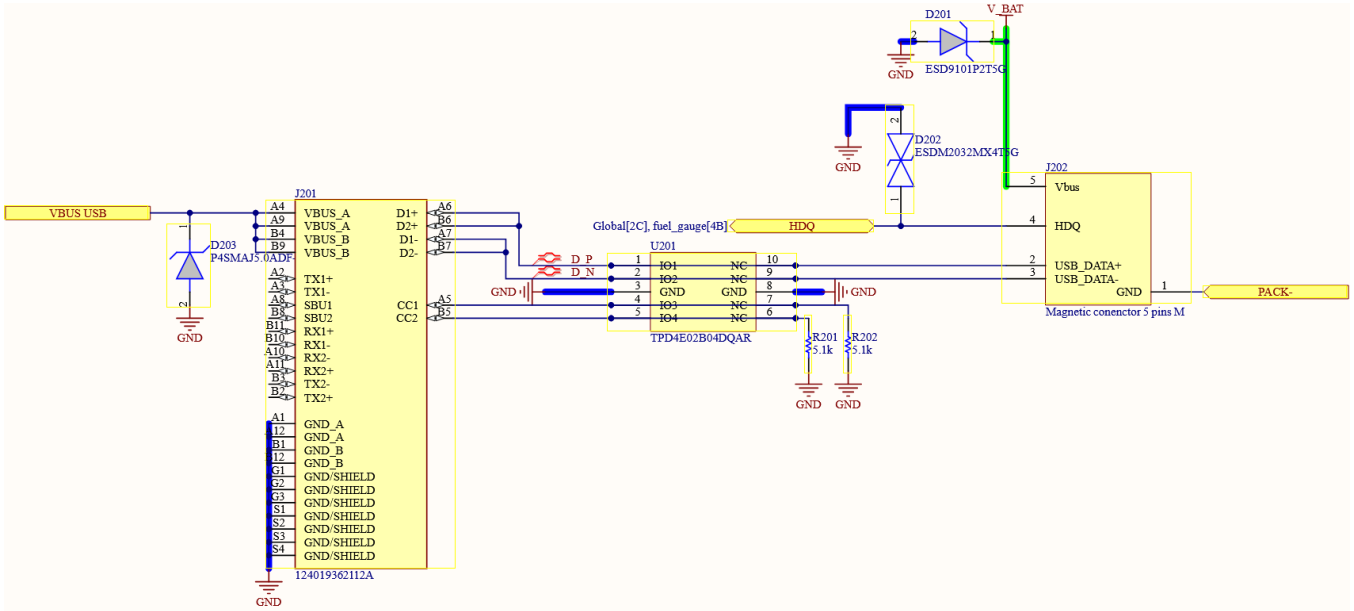 V_BAT
D201
2
1
GND
ESD9101P2T5G
2
D202
ESDM2032MX4T5G
GND
1
J202
5 Vbus
J201
VBUS USB
A4 VBUS_A D1+ A6
A9 VBUS_A D2+ B6
B4 VBUS_B D1- A7
B9 VBUS_B D2- B7
Global[2C], fuel_gauge[4B] HDQ
4 HDQ
1
D203
P4SMAJ5.0ADF-
2
GND
U201
D_P 1 IO1 NC 10
D_N 2 IO2 NC 9
GND 3 GND GND 8 GND
4 IO3 NC 7
5 IO4 NC 6
TPD4E02B04DQAR
2 USB_DATA+
3 USB_DATA-
GND 1 PACK-
Magnetic conenctor 5 pins M
A2 TX1+
A3 TX1-
A8 SBU1 CC1 A5
B8 SBU2 CC2 B5
B11 RX1+
B10 RX1-
A10 RX2-
A11 RX2+
B3 TX2-
B2 TX2+
R201
5.1k
R202
5.1k
GND
GND
A1 GND_A
A12 GND_A
B1 GND_B
B12 GND_B
G1 GND/SHIELD
G2 GND/SHIELD
G3 GND/SHIELD
S1 GND/SHIELD
S2 GND/SHIELD
S3 GND/SHIELD
S4 GND/SHIELD
124019362112A
GND